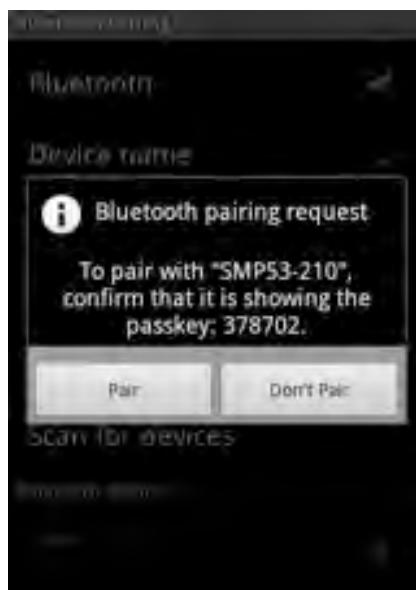 Bluetooth
Device name
Bluetooth pairing request
To pair with "SMP53-210",
confirm that it is showing the
passkey: 378702.
Pair
Don't Pair
Scan for devices